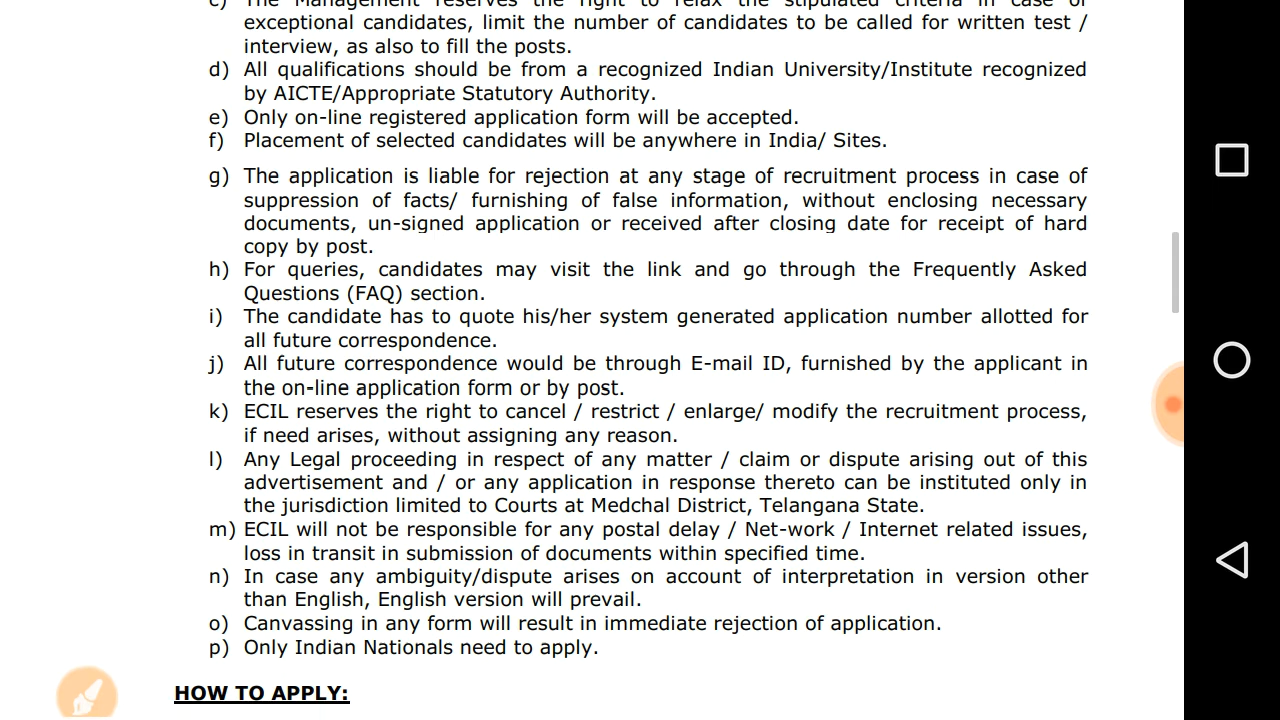 c) The Management reserves the right to relax the stipulated criteria in case of
exceptional candidates, limit the number of candidates to be called for written test /
interview, as also to fill the posts.
d) All qualifications should be from a recognized Indian University/Institute recognized
by AICTE/Appropriate Statutory Authority.
e) Only on-line registered application form will be accepted.
f) Placement of selected candidates will be anywhere in India/ Sites.
g) The application is liable for rejection at any stage of recruitment process in case of
suppression of facts/ furnishing of false information, without enclosing necessary
documents, un-signed application or received after closing date for receipt of hard
copy by post.
h) For queries, candidates may visit the link and go through the Frequently Asked
Questions (FAQ) section.
i) The candidate has to quote his/her system generated application number allotted for
all future correspondence.
j) All future correspondence would be through E-mail ID, furnished by the applicant in
the on-line application form or by post.
k) ECIL reserves the right to cancel / restrict / enlarge/ modify the recruitment process,
if need arises, without assigning any reason.
l) Any Legal proceeding in respect of any matter / claim or dispute arising out of this
advertisement and / or any application in response thereto can be instituted only in
the jurisdiction limited to Courts at Medchal District, Telangana State.
m) ECIL will not be responsible for any postal delay / Net-work / Internet related issues,
loss in transit in submission of documents within specified time.
n) In case any ambiguity/dispute arises on account of interpretation in version other
than English, English version will prevail.
o) Canvassing in any form will result in immediate rejection of application.
p) Only Indian Nationals need to apply.
HOW TO APPLY: